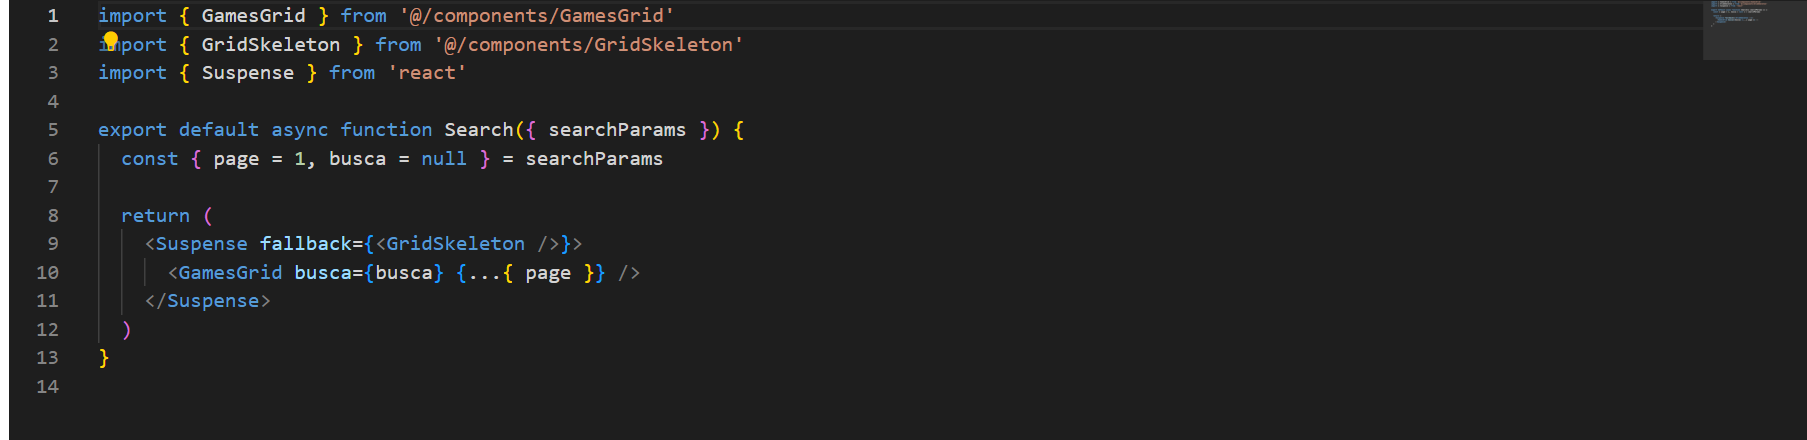 1 import { GamesGrid } from '@/components/GamesGrid'
2 import { GridSkeleton } from '@/components/GridSkeleton'
3 import { Suspense } from 'react'
4
5 export default async function Search({ searchParams }) {
6   const { page = 1, busca = null } = searchParams
7
8   return (
9     <Suspense fallback={<GridSkeleton />}>
10       <GamesGrid busca={busca} {...{ page }} />
11     </Suspense>
12   )
13 }
14